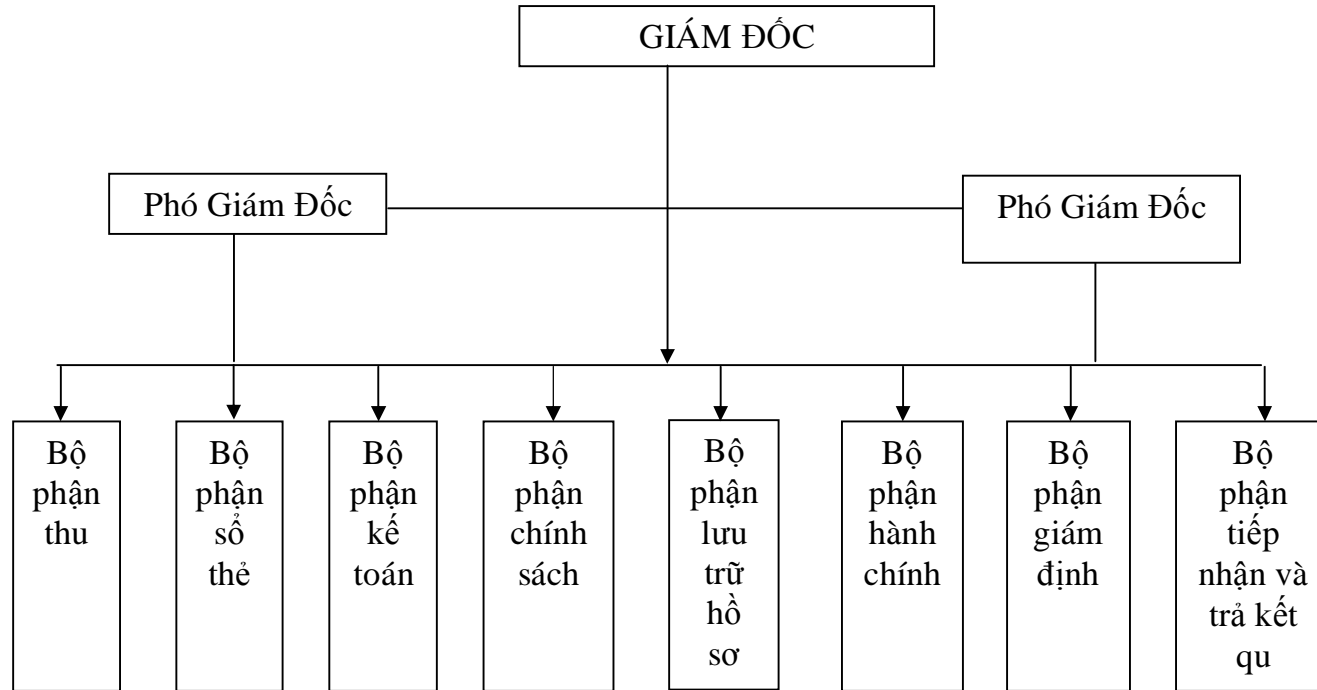 GIÁM ĐỐC
Phó Giám Đốc
Phó Giám Đốc
Bộ
phận
thu
Bộ
phận
sổ
thẻ
Bộ
phận
kế
toán
Bộ
phận
chính
sách
Bộ
phận
lưu
trữ
hồ
sơ
Bộ
phận
hành
chính
Bộ
phận
giám
định
Bộ
phận
tiếp
nhận và
trả kết
qu